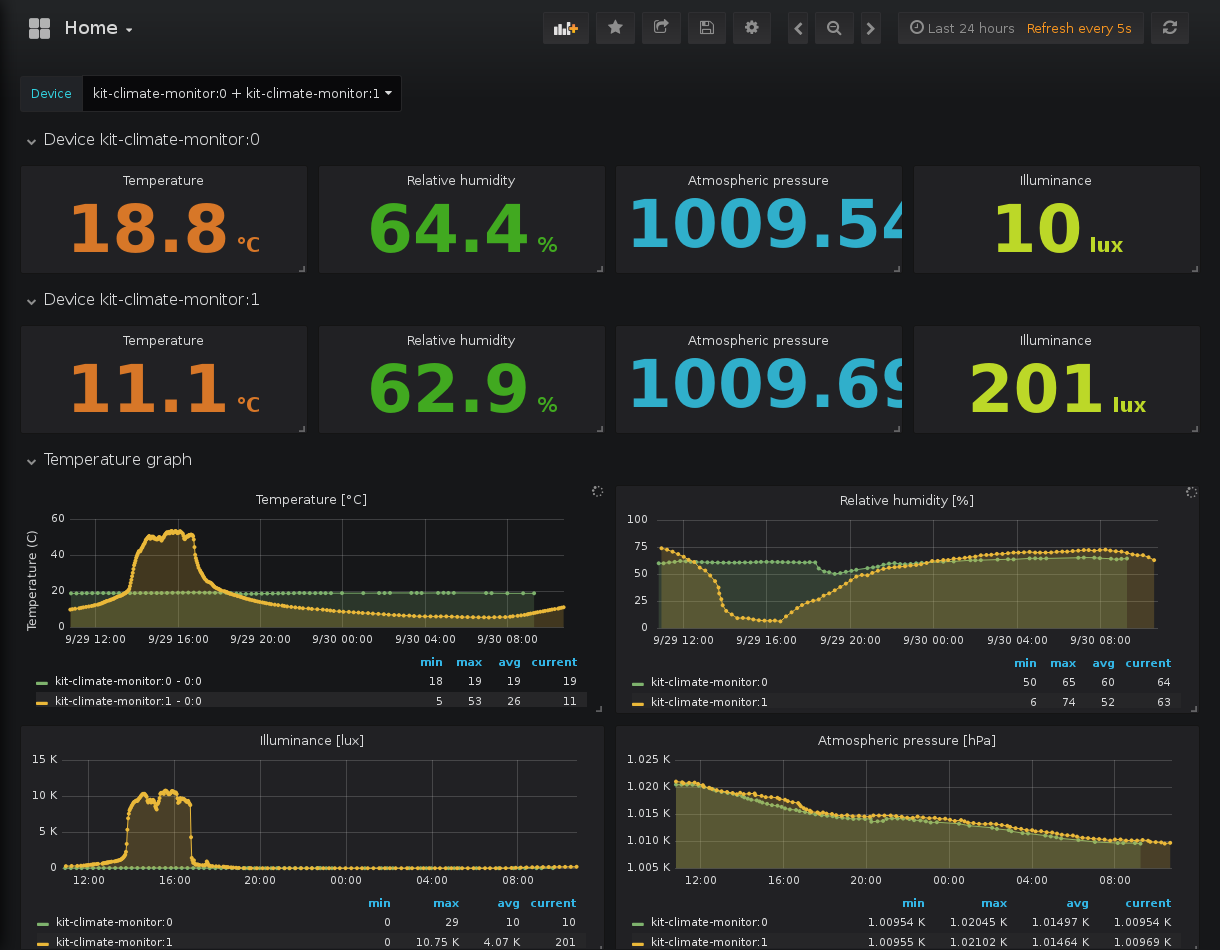 Home
Last 24 hours Refresh every 5s
Device kit-climate-monitor:0 + kit-climate-monitor:1
Device kit-climate-monitor:0
Temperature Relative humidity Atmospheric pressure Illuminance
18.8 °C 64.4 % 1009.54 10 lux
Device kit-climate-monitor:1
Temperature Relative humidity Atmospheric pressure Illuminance
11.1 °C 62.9 % 1009.69 201 lux
Temperature graph
Temperature [°C]
Temperature (C)
60
40
20
0
9/29 12:00 9/29 16:00 9/29 20:00 9/30 00:00 9/30 04:00 9/30 08:00
min max avg current
kit-climate-monitor:0 - 0:0 18 19 19 19
kit-climate-monitor:1 - 0:0 5 53 26 11
Relative humidity [%]
100
75
50
25
0
9/29 12:00 9/29 16:00 9/29 20:00 9/30 00:00 9/30 04:00 9/30 08:00
min max avg current
kit-climate-monitor:0 50 65 60 64
kit-climate-monitor:1 6 74 52 63
Illuminance [lux]
15 K
10 K
5 K
0
12:00 16:00 20:00 00:00 04:00 08:00
min max avg current
kit-climate-monitor:0 0 29 10 10
kit-climate-monitor:1 0 10.75 K 4.07 K 201
Atmospheric pressure [hPa]
1.025 K
1.020 K
1.015 K
1.010 K
1.005 K
12:00 16:00 20:00 00:00 04:00 08:00
min max avg current
kit-climate-monitor:0 1.00954 K 1.02045 K 1.01497 K 1.00954 K
kit-climate-monitor:1 1.00955 K 1.02102 K 1.01464 K 1.00969 K